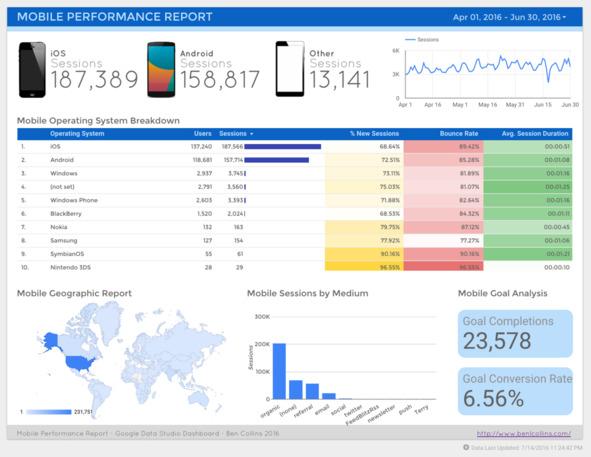 MOBILE PERFORMANCE REPORT
Apr 01, 2016 - Jun 30, 2016
iOS
Sessions
187,389
Android
Sessions
158,817
Other
Sessions
13,141
Sessions
6K
3K
0
Apr 1 Apr 16 May 1 May 16 May 31 Jun 15 Jun 30
Mobile Operating System Breakdown
Operating System Users Sessions % New Sessions Bounce Rate Avg. Session Duration
1. iOS 137,240 187,566 68.64% 89.42% 00:00:51
2. Android 118,681 157,714 72.51% 85.28% 00:01:08
3. Windows 2,937 3,745 73.11% 81.89% 00:01:16
4. (not set) 2,791 3,560 75.03% 81.07% 00:01:25
5. Windows Phone 2,603 3,393 71.88% 82.64% 00:01:16
6. BlackBerry 1,520 2,024 68.53% 84.32% 00:01:11
7. Nokia 132 163 79.75% 87.12% 00:00:45
8. Samsung 127 154 77.92% 77.27% 00:01:06
9. SymbianOS 55 61 90.16% 90.16% 00:01:21
10. Nintendo 3DS 28 29 96.55% 96.55% 00:00:10
Mobile Geographic Report
1 231,751
Mobile Sessions by Medium
300K
200K
100K
0
Sessions
organic (none) referral email social twitter FeedBlitzRss newsletter push Terry
Mobile Goal Analysis
Goal Completions
23,578
Goal Conversion Rate
6.56%
Mobile Performance Report - Google Data Studio Dashboard - Ben Collins 2016
http://www.benlcollins.com/
Data Last Updated: 7/14/2016 11:24:42 PM